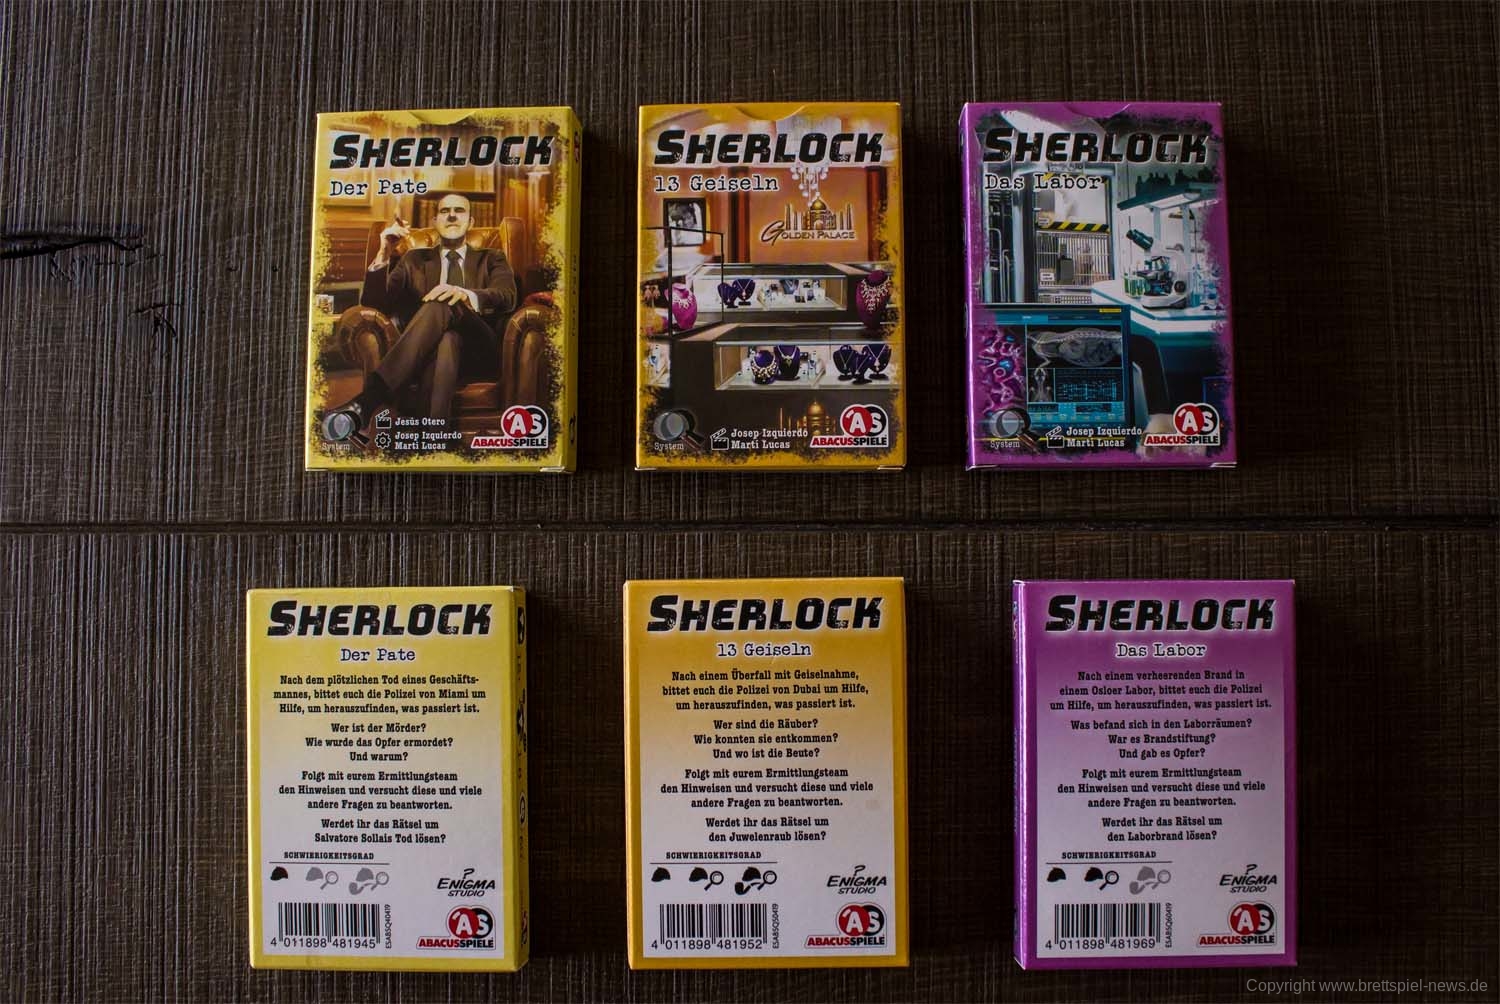 SHERLOCK
Der Pate
Jesús Otero
Josep Izquierdo
Martí Lucas
System
ABACUSSPIELE
SHERLOCK
13 Geiseln
GOLDEN PALACE
Josep Izquierdo
Martí Lucas
System
ABACUSSPIELE
SHERLOCK
Das Labor
Josep Izquierdo
Martí Lucas
System
ABACUSSPIELE
SHERLOCK
Der Pate
Nach dem plötzlichen Tod eines Geschäfts-
mannes, bittet euch die Polizei von Miami um
Hilfe, um herauszufinden, was passiert ist.
Wer ist der Mörder?
Wie wurde das Opfer ermordet?
Und warum?
Folgt mit eurem Ermittlungsteam
den Hinweisen und versucht diese und viele
andere Fragen zu beantworten.
Werdet ihr das Rätsel um
Salvatore Sollais Tod lösen?
SCHWIERIGKEITSGRAD
ENIGMA
STUDIO
4 011898 481945
ESABSQ40419
ABACUSSPIELE
SHERLOCK
13 Geiseln
Nach einem Überfall mit Geiselnahme,
bittet euch die Polizei von Dubai um Hilfe,
um herauszufinden, was passiert ist.
Wer sind die Räuber?
Wie konnten sie entkommen?
Und wo ist die Beute?
Folgt mit eurem Ermittlungsteam
den Hinweisen und versucht diese und viele
andere Fragen zu beantworten.
Werdet ihr das Rätsel um
den Juwelenraub lösen?
SCHWIERIGKEITSGRAD
ENIGMA
STUDIO
4 011898 481952
ESABSQ50419
ABACUSSPIELE
SHERLOCK
Das Labor
Nach einem verheerenden Brand in
einem Osloer Labor, bittet euch die Polizei
um Hilfe, um herauszufinden, was passiert ist.
Was befand sich in den Laborräumen?
War es Brandstiftung?
Und gab es Opfer?
Folgt mit eurem Ermittlungsteam
den Hinweisen und versucht diese und viele
andere Fragen zu beantworten.
Werdet ihr das Rätsel um
den Laborbrand lösen?
SCHWIERIGKEITSGRAD
ENIGMA
STUDIO
4 011898 481969
ESABSQ60419
ABACUSSPIELE
Copyright www.brettspiel-news.de